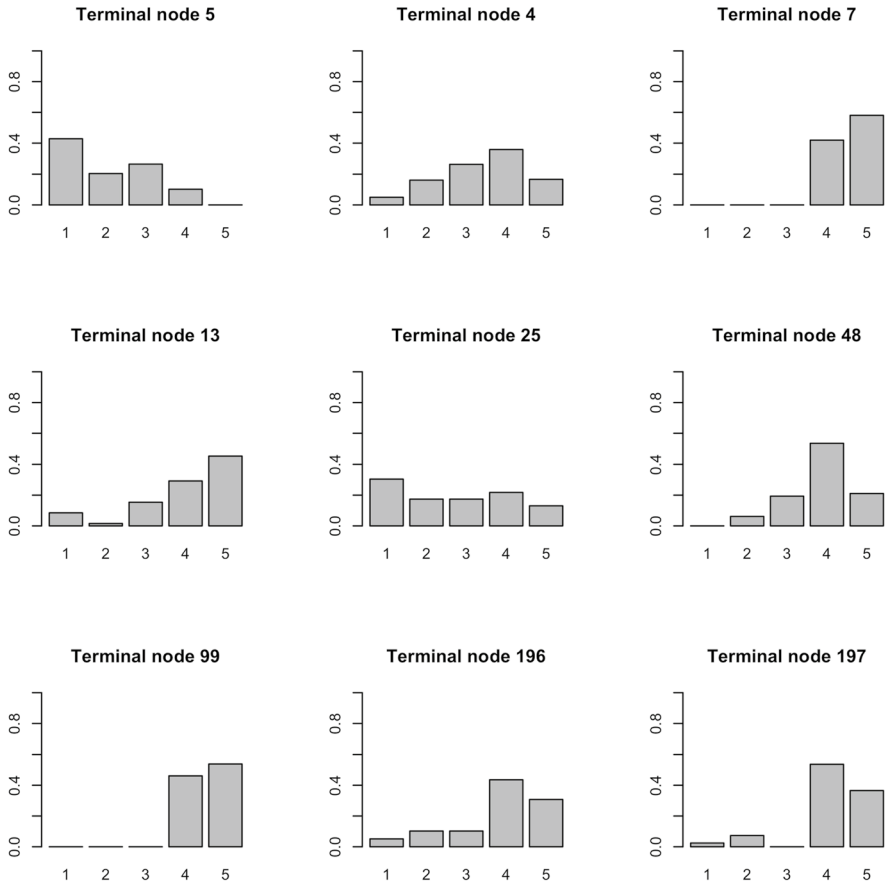 Terminal node 5
0.8
0.4
0.0
1 2 3 4 5
Terminal node 4
0.8
0.4
0.0
1 2 3 4 5
Terminal node 7
0.8
0.4
0.0
1 2 3 4 5
Terminal node 13
0.8
0.4
0.0
1 2 3 4 5
Terminal node 25
0.8
0.4
0.0
1 2 3 4 5
Terminal node 48
0.8
0.4
0.0
1 2 3 4 5
Terminal node 99
0.8
0.4
0.0
1 2 3 4 5
Terminal node 196
0.8
0.4
0.0
1 2 3 4 5
Terminal node 197
0.8
0.4
0.0
1 2 3 4 5